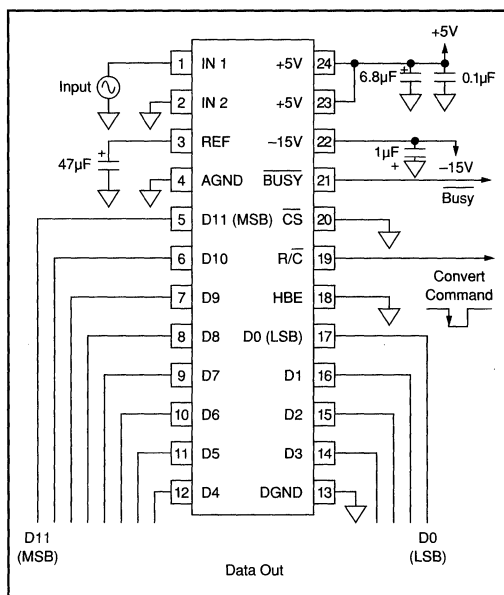 +5V
1 IN 1 +5V 24 6.8µF + 0.1µF
Input
2 IN 2 +5V 23
3 REF –15V 22
47µF + 1µF + –15V
4 AGND B̅U̅S̅Y̅ 21
B̅u̅s̅y̅
5 D11 (MSB) C̅S̅ 20
6 D10 R/C̅ 19
Convert
Command
7 D9 HBE 18
8 D8 D0 (LSB) 17
9 D7 D1 16
10 D6 D2 15
11 D5 D3 14
12 D4 DGND 13
D11
(MSB)
D0
(LSB)
Data Out